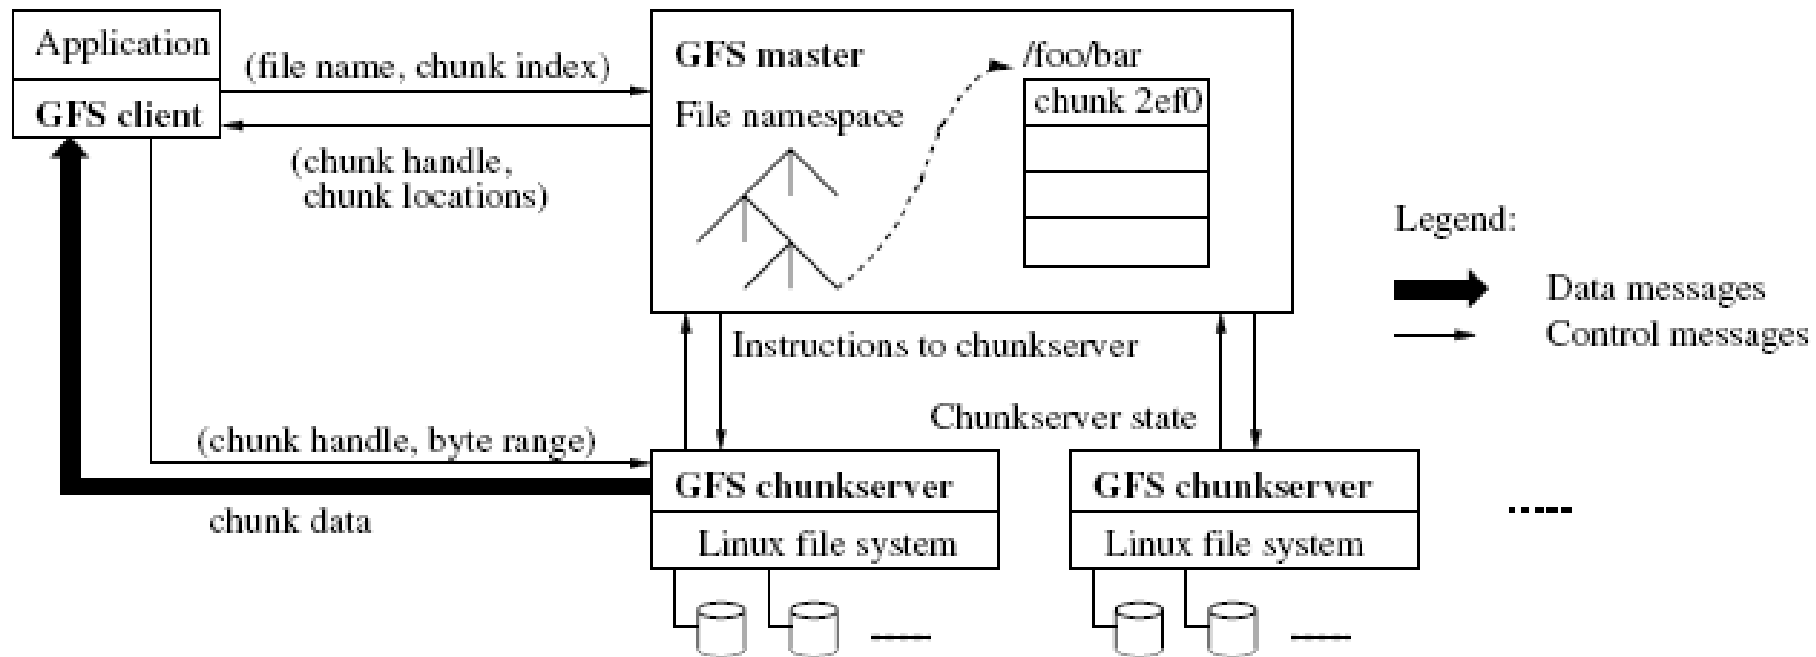 Application
GFS client
(file name, chunk index)
(chunk handle,
chunk locations)
GFS master
File namespace
/foo/bar
chunk 2ef0
Legend:
Data messages
Control messages
Instructions to chunkserver
Chunkserver state
(chunk handle, byte range)
chunk data
GFS chunkserver
Linux file system
GFS chunkserver
Linux file system